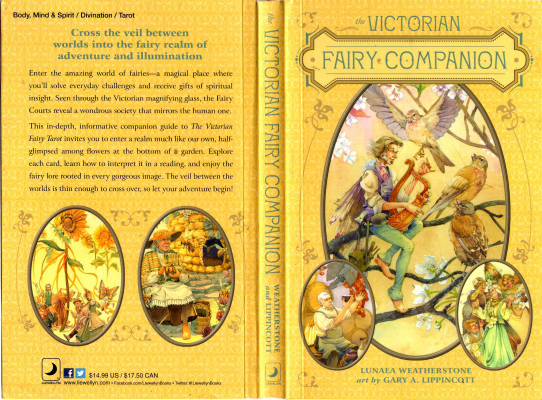 Body, Mind & Spirit / Divination / Tarot
Cross the veil between
worlds into the fairy realm of
adventure and illumination
Enter the amazing world of fairies—a magical place where
you'll solve everyday challenges and receive gifts of spiritual
insight. Seen through the Victorian magnifying glass, the Fairy
Courts reveal a wondrous society that mirrors the human one.
This in-depth, informative companion guide to The Victorian
Fairy Tarot invites you to enter a realm much like our own, half-
glimpsed among flowers at the bottom of a garden. Explore
each card, learn how to interpret it in a reading, and enjoy the
fairy lore rooted in every gorgeous image. The veil between the
worlds is thin enough to cross over, so let your adventure begin!
$14.99 US / $17.50 CAN
LLEWELLYN
www.llewellyn.com • Facebook.com/LlewellynBooks • Twitter: @LlewellynBooks
the
VICTORIAN FAIRY COMPANION
WEATHERSTONE
and LIPPINCOTT
the VICTORIAN
FAIRY COMPANION
LUNAEA WEATHERSTONE
art by GARY A. LIPPINCOTT